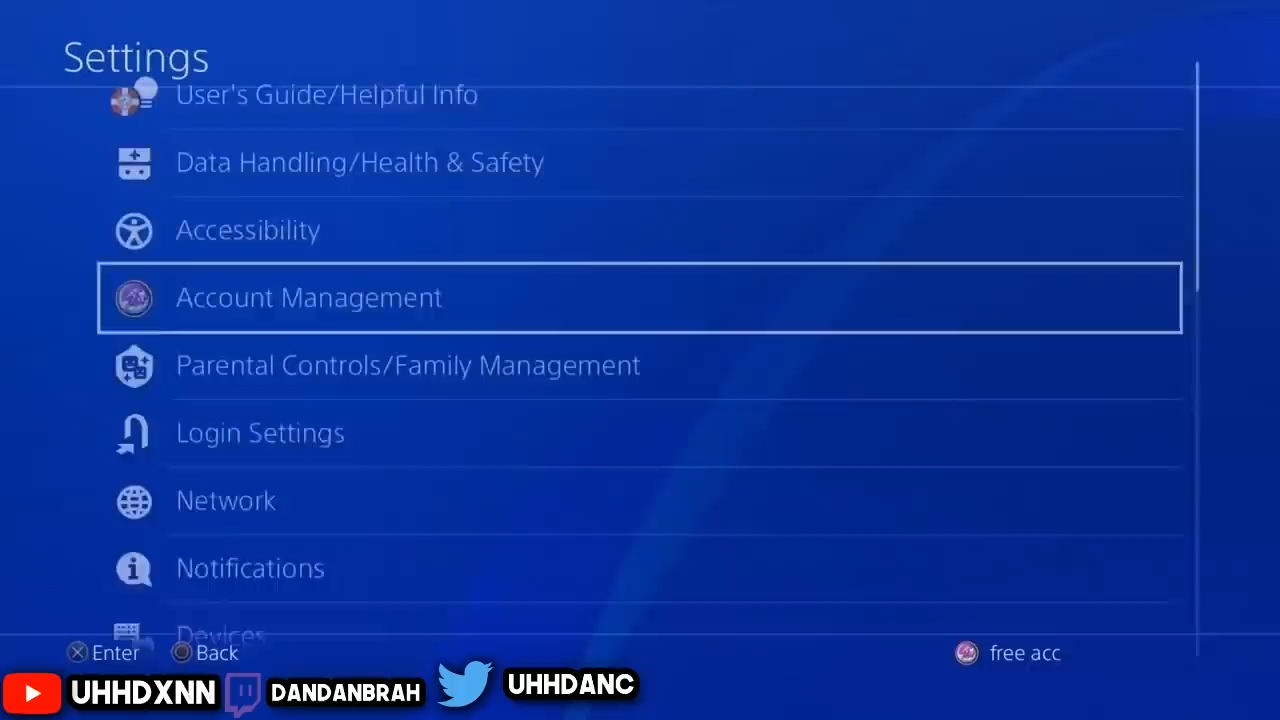 Settings
User's Guide/Helpful Info
Data Handling/Health & Safety
Accessibility
Account Management
Parental Controls/Family Management
Login Settings
Network
Notifications
Devices
Enter Back free acc
UHHDXNN DANDANBRAH UHHDANC